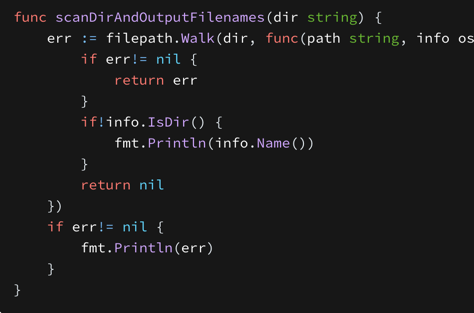 func scanDirAndOutputFilenames(dir string) {
    err := filepath.Walk(dir, func(path string, info os
        if err!= nil {
            return err
        }
        if!info.IsDir() {
            fmt.Println(info.Name())
        }
        return nil
    })
    if err!= nil {
        fmt.Println(err)
    }
}